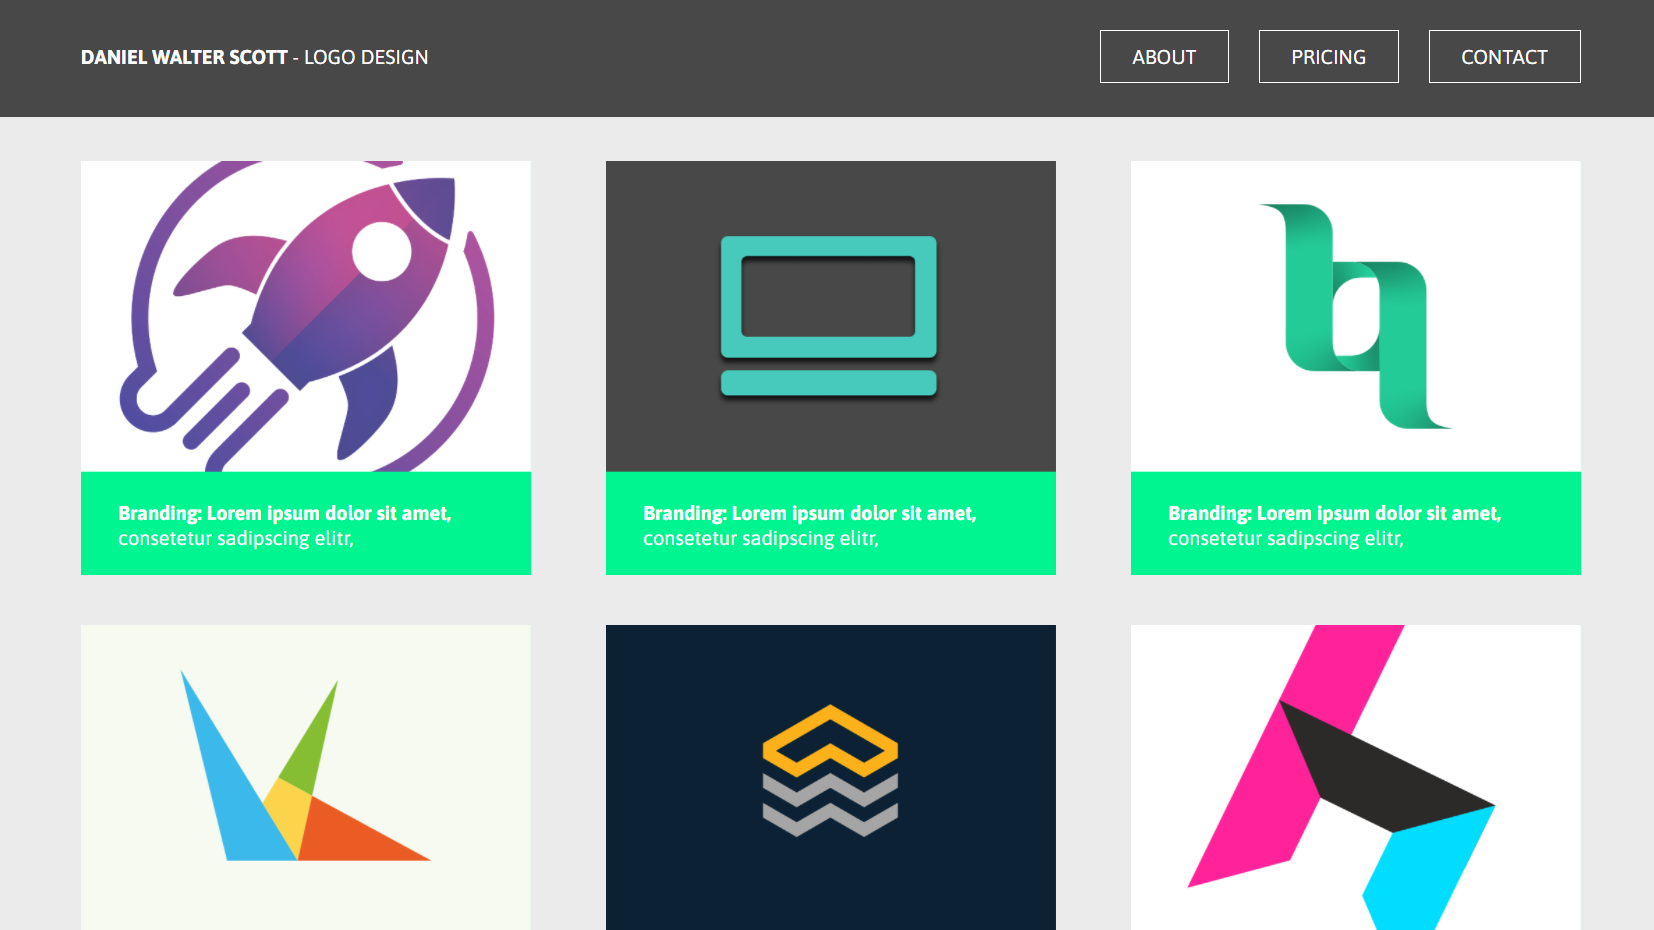 DANIEL WALTER SCOTT - LOGO DESIGN
ABOUT
PRICING
CONTACT
Branding: Lorem ipsum dolor sit amet,
consetetur sadipscing elitr,
Branding: Lorem ipsum dolor sit amet,
consetetur sadipscing elitr,
Branding: Lorem ipsum dolor sit amet,
consetetur sadipscing elitr,